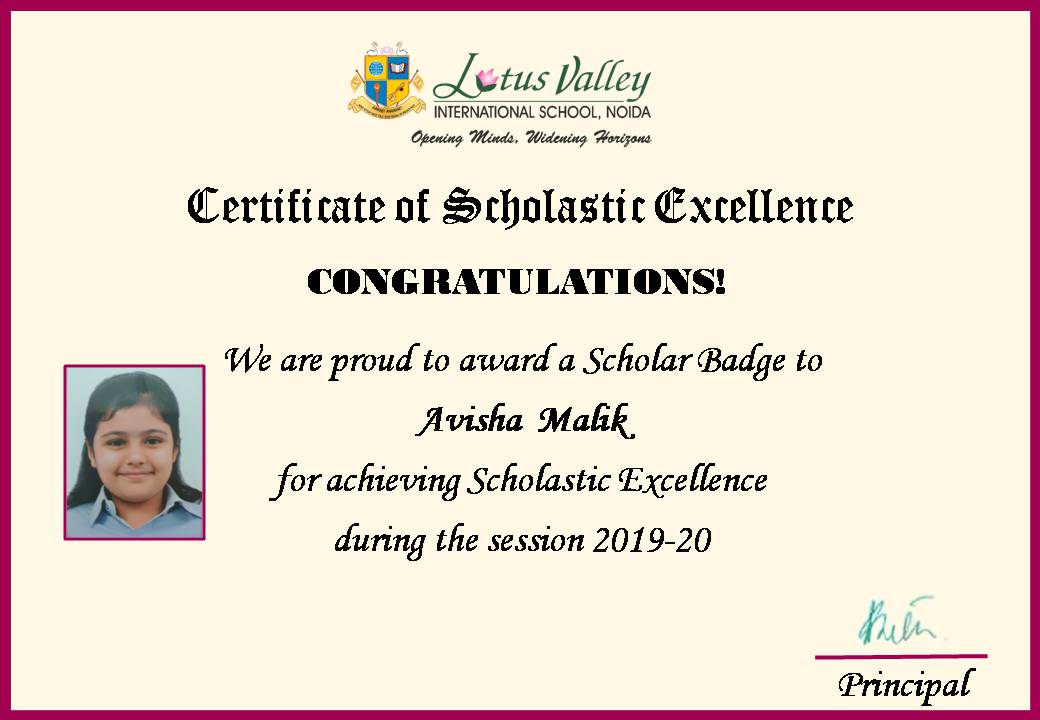 Lotus Valley
INTERNATIONAL SCHOOL, NOIDA
Opening Minds, Widening Horizons
Certificate of Scholastic Excellence
CONGRATULATIONS!
We are proud to award a Scholar Badge to
Avisha Malik
for achieving Scholastic Excellence
during the session 2019-20
Principal